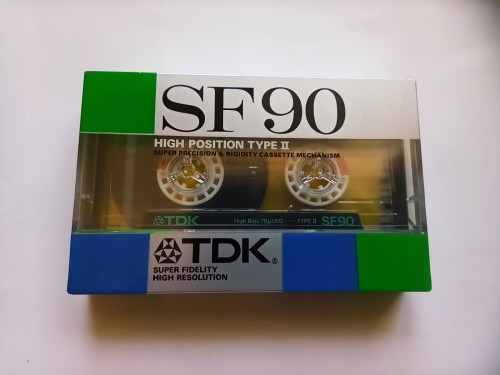 SF90
HIGH POSITION TYPE II
SUPER PRECISION & RIGIDITY CASSETTE MECHANISM
TDK High Bias 70μsEQ TYPE II SF90
TDK®
SUPER FIDELITY
HIGH RESOLUTION